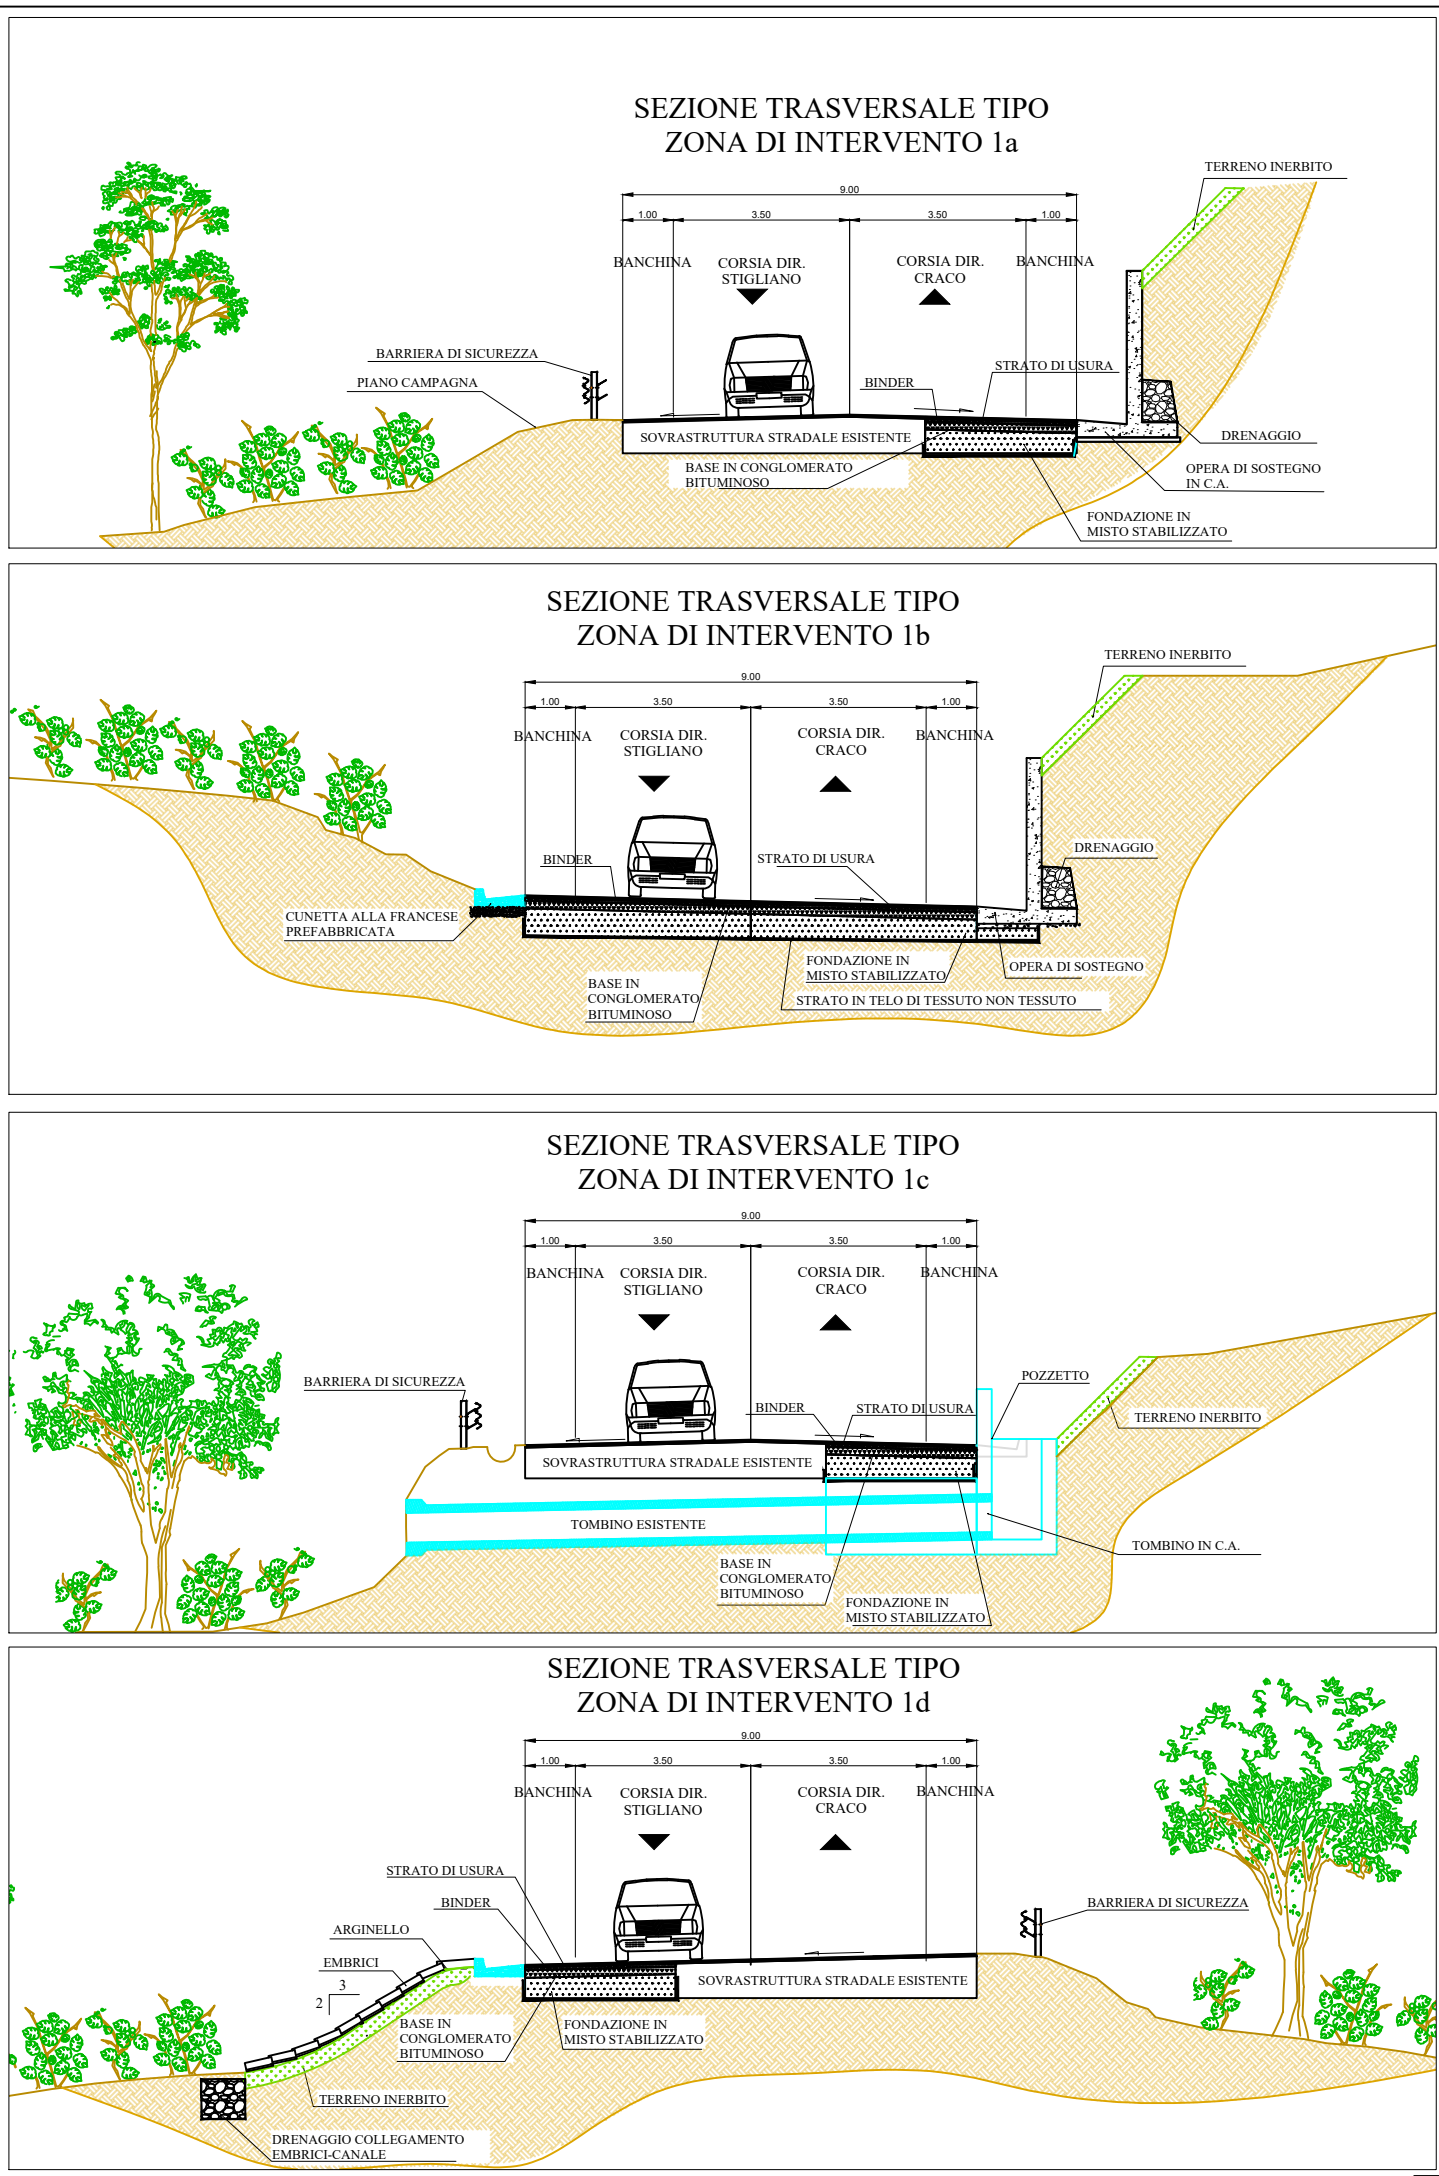 SEZIONE TRASVERSALE TIPO
ZONA DI INTERVENTO 1a
TERRENO INERBITO
9.00
1.00 3.50 3.50 1.00
BANCHINA
CORSIA DIR.
STIGLIANO
CORSIA DIR.
CRACO
BANCHINA
BARRIERA DI SICUREZZA
PIANO CAMPAGNA
BINDER
STRATO DI USURA
SOVRASTRUTTURA STRADALE ESISTENTE
DRENAGGIO
BASE IN CONGLOMERATO
BITUMINOSO
OPERA DI SOSTEGNO
IN C.A.
FONDAZIONE IN
MISTO STABILIZZATO
SEZIONE TRASVERSALE TIPO
ZONA DI INTERVENTO 1b
TERRENO INERBITO
9.00
1.00 3.50 3.50 1.00
BANCHINA
CORSIA DIR.
STIGLIANO
CORSIA DIR.
CRACO
BANCHINA
BINDER
STRATO DI USURA
DRENAGGIO
CUNETTA ALLA FRANCESE
PREFABBRICATA
FONDAZIONE IN
MISTO STABILIZZATO
OPERA DI SOSTEGNO
BASE IN
CONGLOMERATO
BITUMINOSO
STRATO IN TELO DI TESSUTO NON TESSUTO
SEZIONE TRASVERSALE TIPO
ZONA DI INTERVENTO 1c
9.00
1.00 3.50 3.50 1.00
BANCHINA
CORSIA DIR.
STIGLIANO
CORSIA DIR.
CRACO
BANCHINA
BARRIERA DI SICUREZZA
POZZETTO
BINDER
STRATO DI USURA
TERRENO INERBITO
SOVRASTRUTTURA STRADALE ESISTENTE
TOMBINO ESISTENTE
TOMBINO IN C.A.
BASE IN
CONGLOMERATO
BITUMINOSO
FONDAZIONE IN
MISTO STABILIZZATO
SEZIONE TRASVERSALE TIPO
ZONA DI INTERVENTO 1d
9.00
1.00 3.50 3.50 1.00
BANCHINA
CORSIA DIR.
STIGLIANO
CORSIA DIR.
CRACO
BANCHINA
STRATO DI USURA
BINDER
BARRIERA DI SICUREZZA
ARGINELLO
EMBRICI
3
2
SOVRASTRUTTURA STRADALE ESISTENTE
BASE IN
CONGLOMERATO
BITUMINOSO
FONDAZIONE IN
MISTO STABILIZZATO
TERRENO INERBITO
DRENAGGIO COLLEGAMENTO
EMBRICI-CANALE